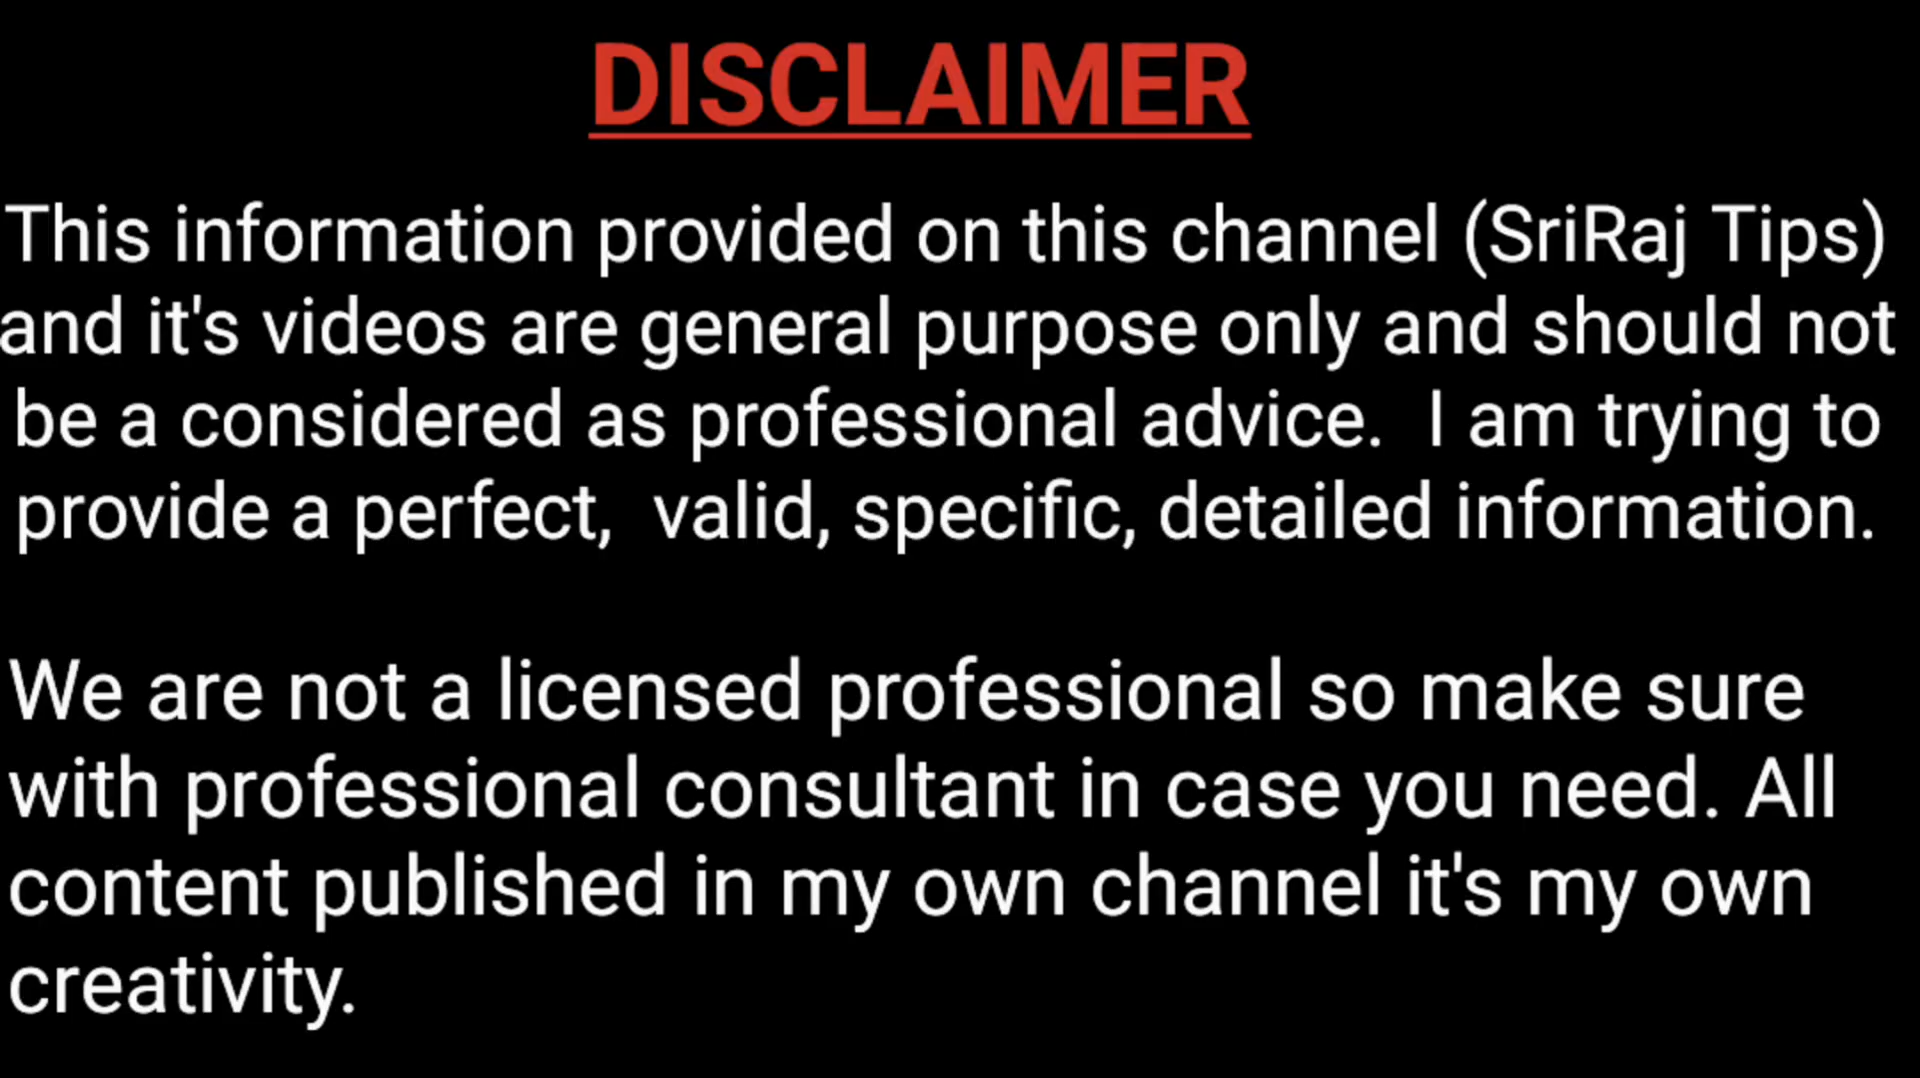 DISCLAIMER
This information provided on this channel (SriRaj Tips)
and it's videos are general purpose only and should not
be a considered as professional advice.  I am trying to
provide a perfect,  valid, specific, detailed information.
We are not a licensed professional so make sure
with professional consultant in case you need. All
content published in my own channel it's my own
creativity.